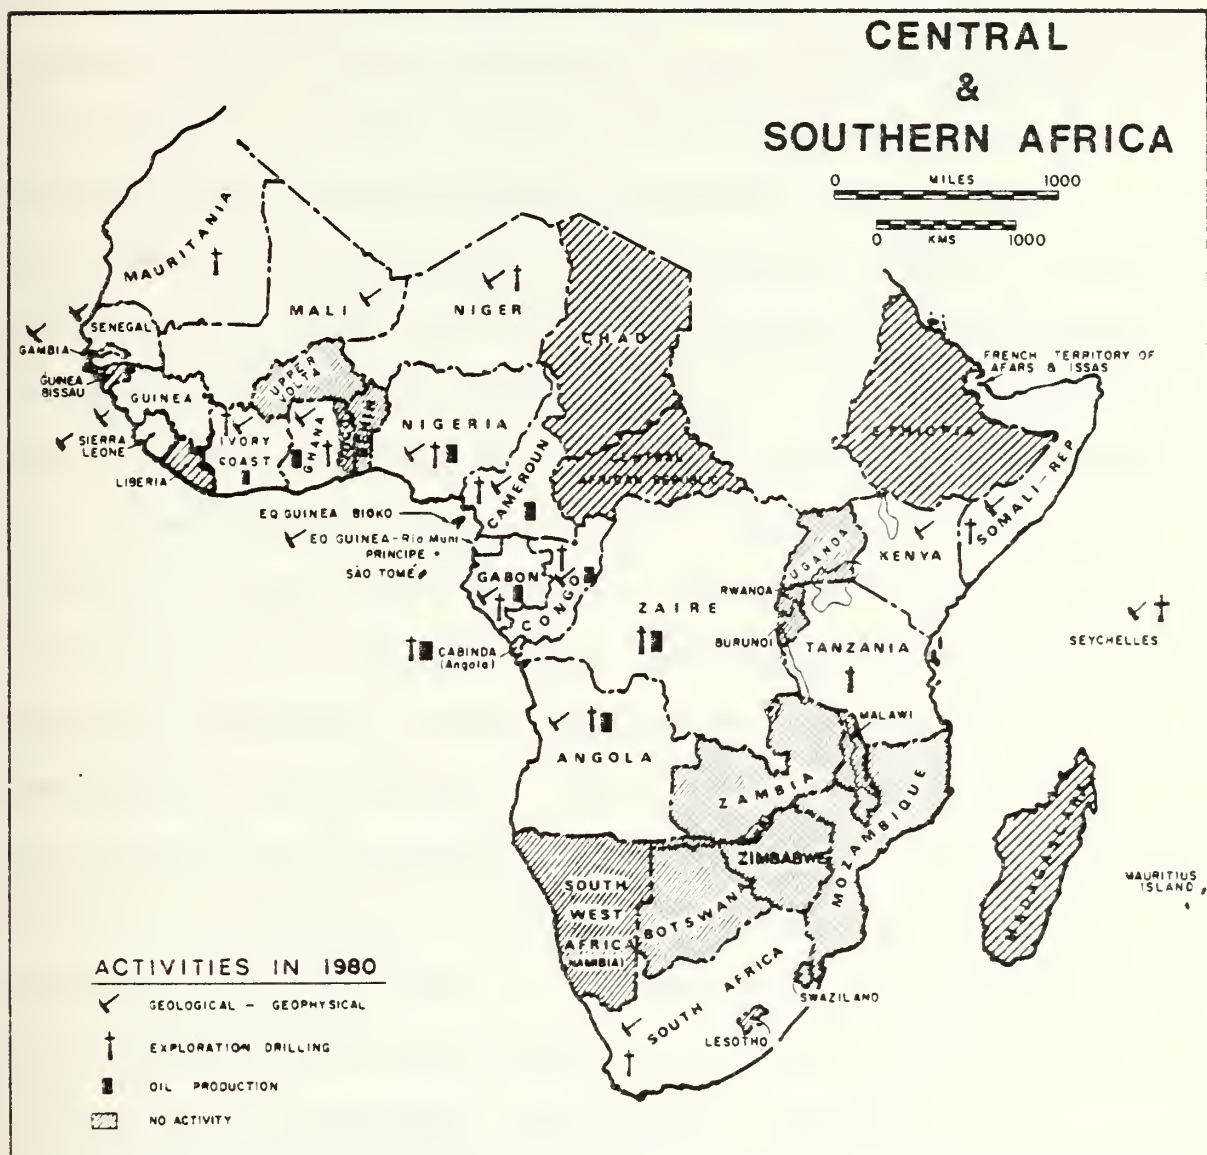 CENTRAL
&
SOUTHERN AFRICA
0 MILES 1000
0 KMS 1000
MAURITANIA
MALI
NIGER
CHAD
SENEGAL
GAMBIA
GUINEA
BISSAU
GUINEA
UPPER
VOLTA
FRENCH TERRITORY OF
AFARS & ISSAS
SIERRA
LEONE
LIBERIA
IVORY
COAST
GHANA
TOGO
BENIN
NIGERIA
CAMEROUN
CENTRAL
AFRICAN REPUBLIC
ETHIOPIA
SOMALI-REP
EQ GUINEA BIOKO
EQ GUINEA-Rio Muni
PRINCIPE
SÃO TOMÉ
GABON
CONGO
UGANDA
KENYA
RWANDA
ZAIRE
BURUNDI
TANZANIA
SEYCHELLES
CABINDA
(Angola)
ANGOLA
MALAWI
ZAMBIA
MOZAMBIQUE
ZIMBABWE
MADAGASCAR
MAURITIUS
ISLAND
SOUTH
WEST
AFRICA
(NAMIBIA)
BOTSWANA
SOUTH AFRICA
SWAZILAND
LESOTHO
ACTIVITIES IN 1980
GEOLOGICAL - GEOPHYSICAL
EXPLORATION DRILLING
OIL PRODUCTION
NO ACTIVITY